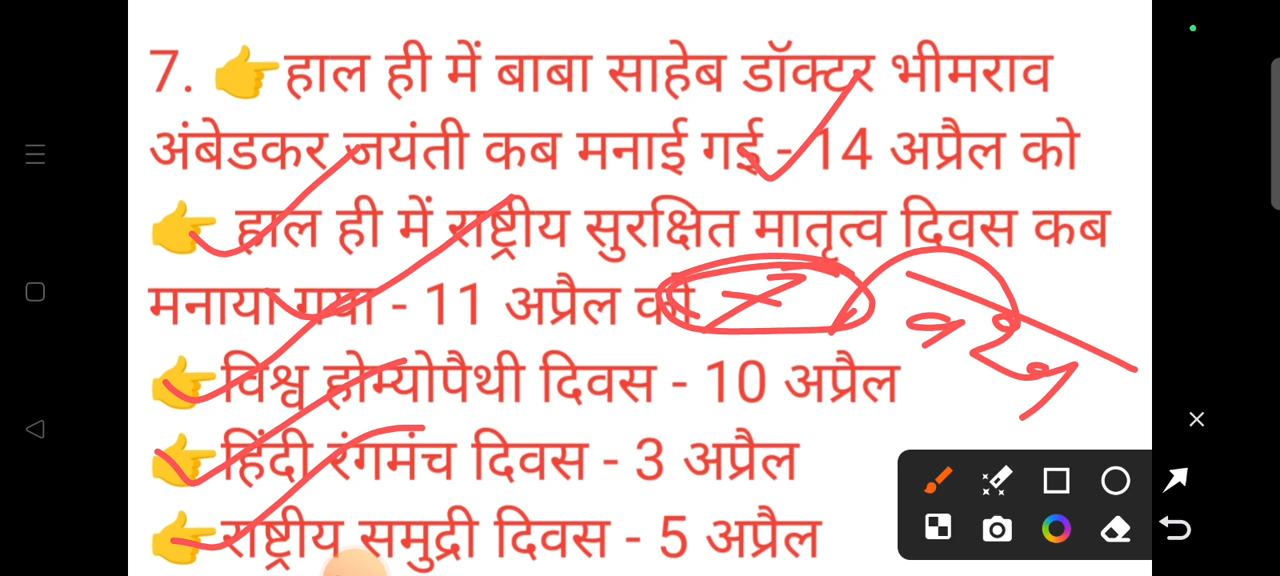 7. 👉हाल ही में बाबा साहेब डॉक्टर भीमराव
अंबेडकर जयंती कब मनाई गई - 14 अप्रैल को
👉 हाल ही में राष्ट्रीय सुरक्षित मातृत्व दिवस कब
मनाया गया - 11 अप्रैल को
👉विश्व होम्योपैथी दिवस - 10 अप्रैल
👉हिंदी रंगमंच दिवस - 3 अप्रैल
👉राष्ट्रीय समुद्री दिवस - 5 अप्रैल